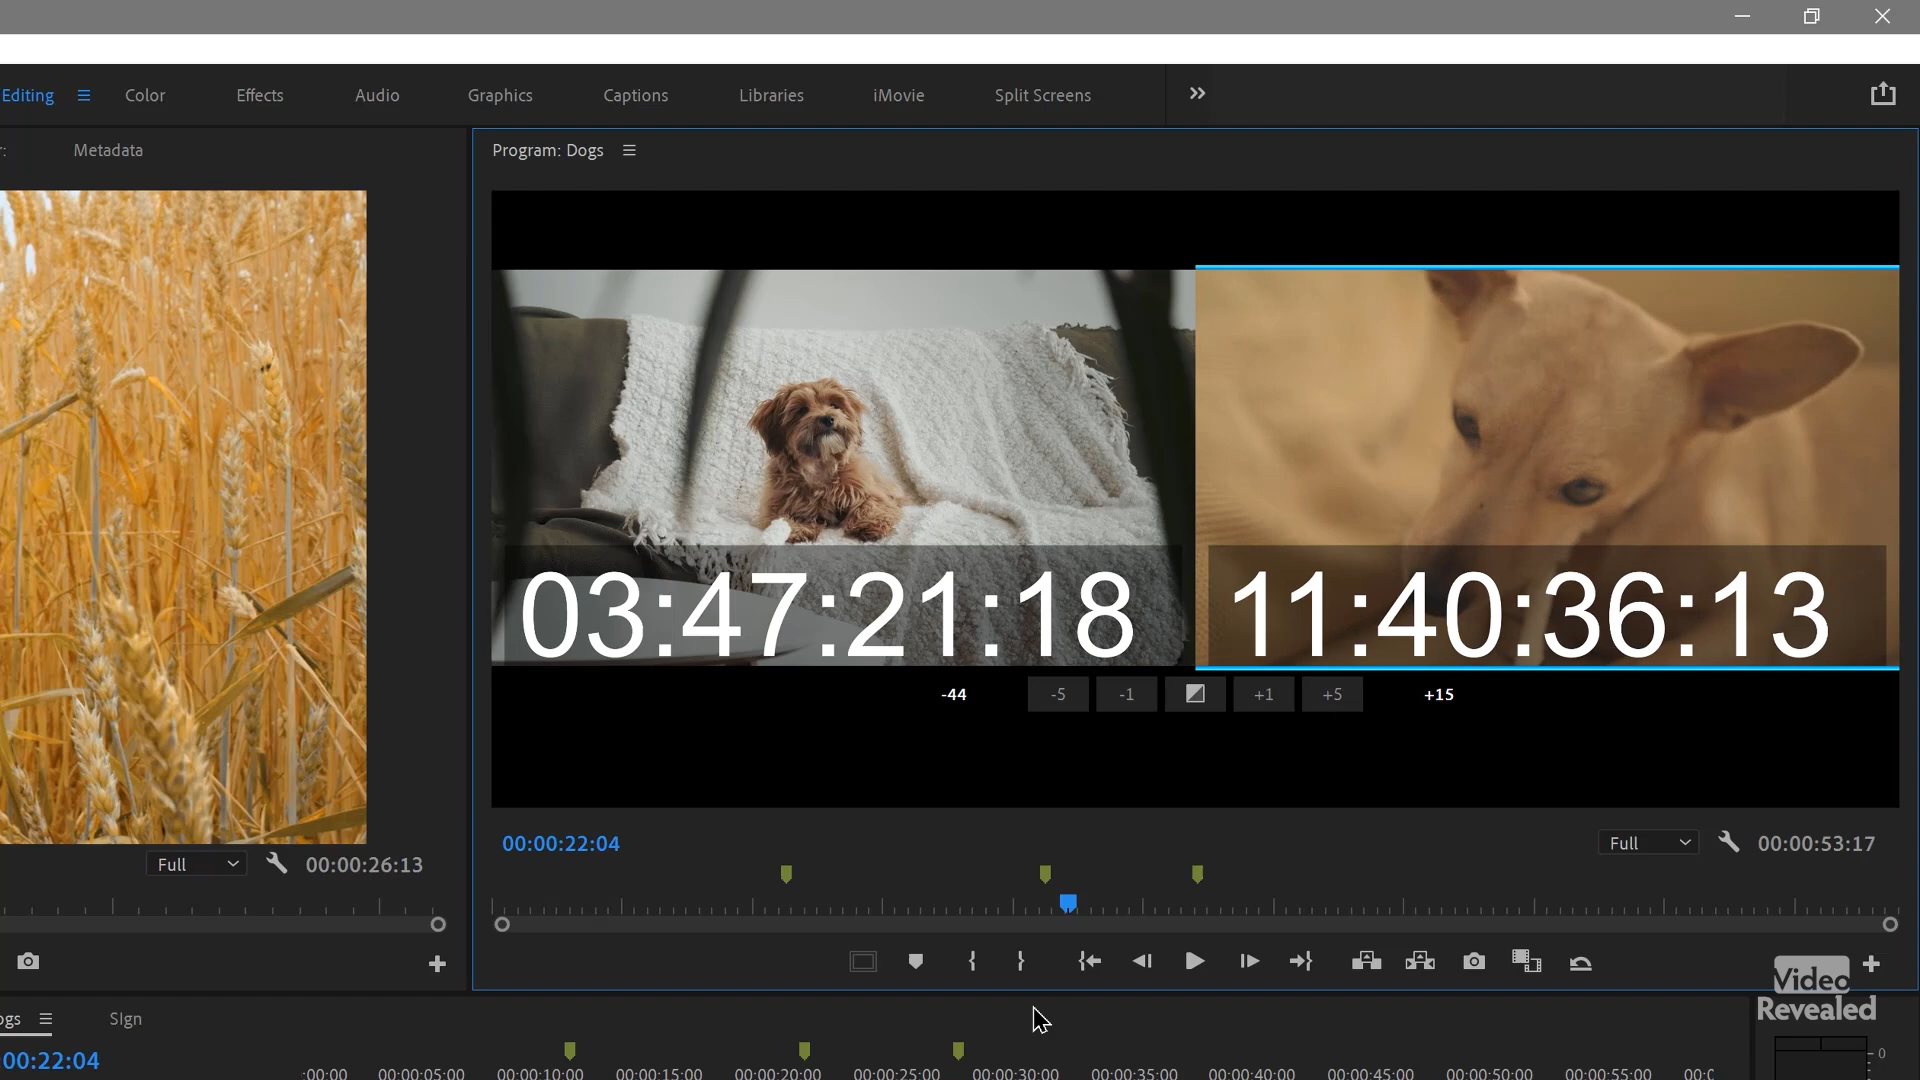 Editing Color Effects Audio Graphics Captions Libraries iMovie Split Screens
Metadata
Program: Dogs
03:47:21:18 11:40:36:13
-44 -5 -1 +1 +5 +15
00:00:22:04 Full 00:00:53:17
Full 00:00:26:13
Video
Revealed
ogs SIgn
00:22:04
:00:00 00:00:05:00 00:00:10:00 00:00:15:00 00:00:20:00 00:00:25:00 00:00:30:00 00:00:35:00 00:00:40:00 00:00:45:00 00:00:50:00 00:00:55:00 00:0
0